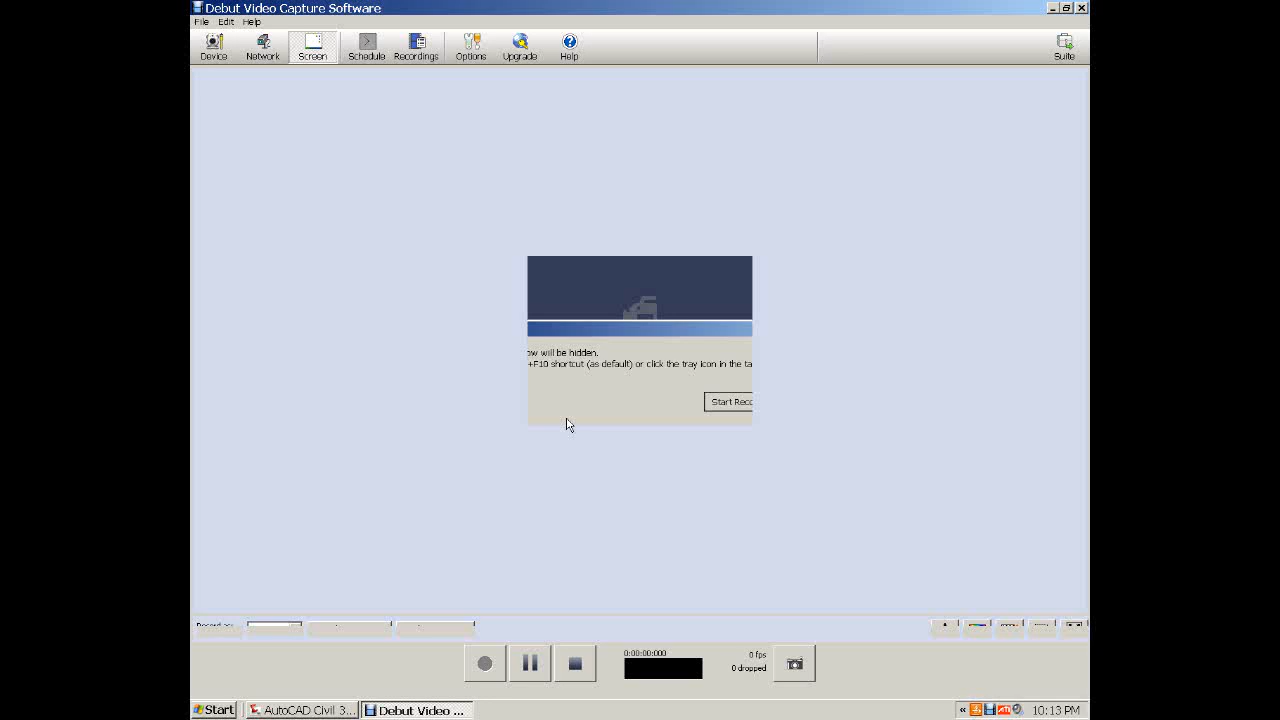 Debut Video Capture Software
File Edit Help
Device Network Screen Schedule Recordings Options Upgrade Help Suite
ow will be hidden.
+F10 shortcut (as default) or click the tray icon in the ta
Start Reco
0:00:00:000
0 fps
0 dropped
Start AutoCAD Civil 3... Debut Video ... « 10:13 PM